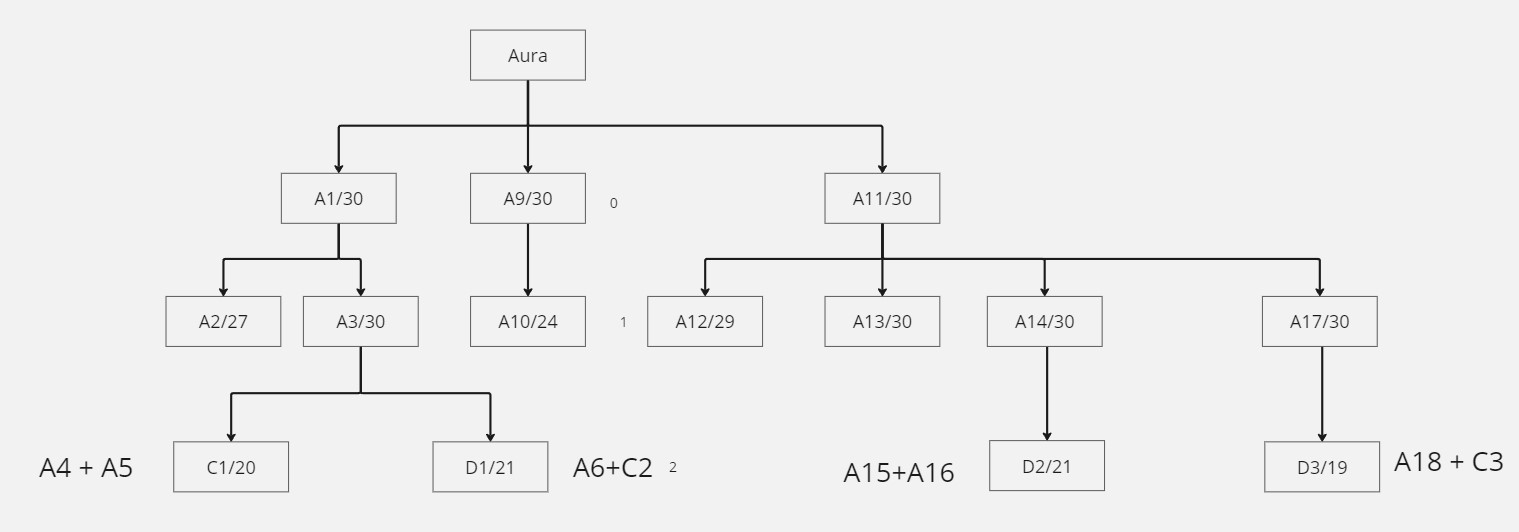 Aura
A1/30
A9/30
0
A11/30
A2/27
A3/30
A10/24
1
A12/29
A13/30
A14/30
A17/30
A4 + A5
C1/20
D1/21
A6+C2
2
A15+A16
D2/21
D3/19
A18 + C3